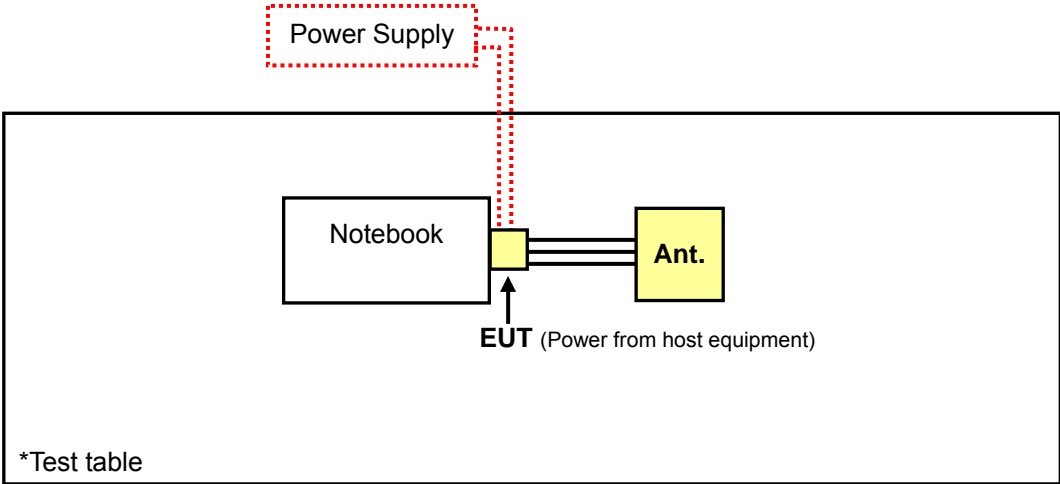 Power Supply
Notebook
Ant.
EUT (Power from host equipment)
*Test table